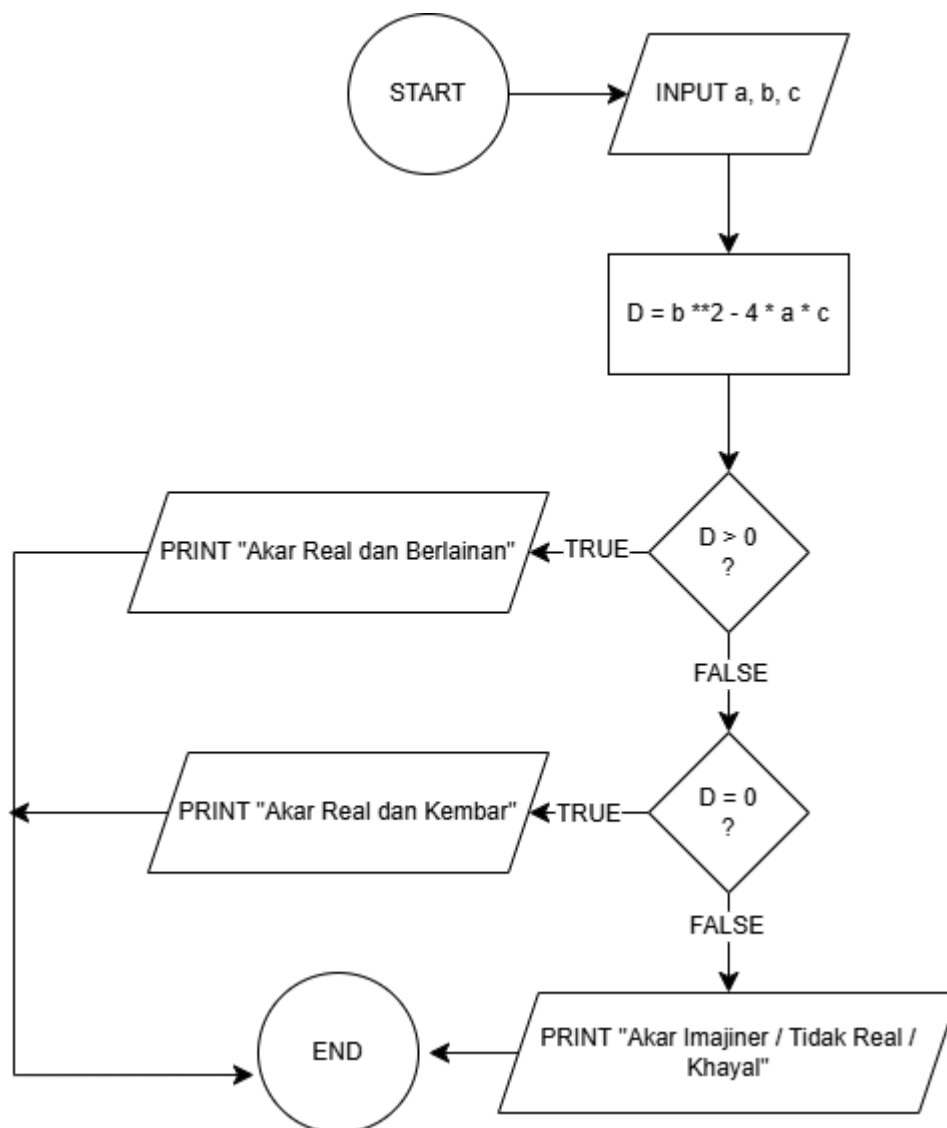 START
INPUT a, b, c
D = b **2 - 4 * a * c
D > 0
?
TRUE
PRINT "Akar Real dan Berlainan"
FALSE
D = 0
?
TRUE
PRINT "Akar Real dan Kembar"
FALSE
PRINT "Akar Imajiner / Tidak Real /
Khayal"
END